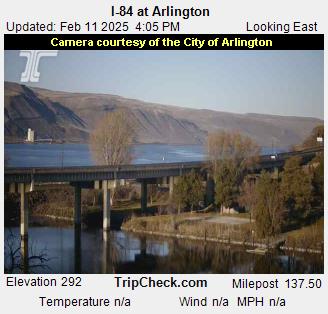 I-84 at Arlington
Updated: Feb 11 2025 4:05 PM Looking East
Camera courtesy of the City of Arlington
Elevation 292 TripCheck.com Milepost 137.50
Temperature n/a Wind n/a MPH n/a